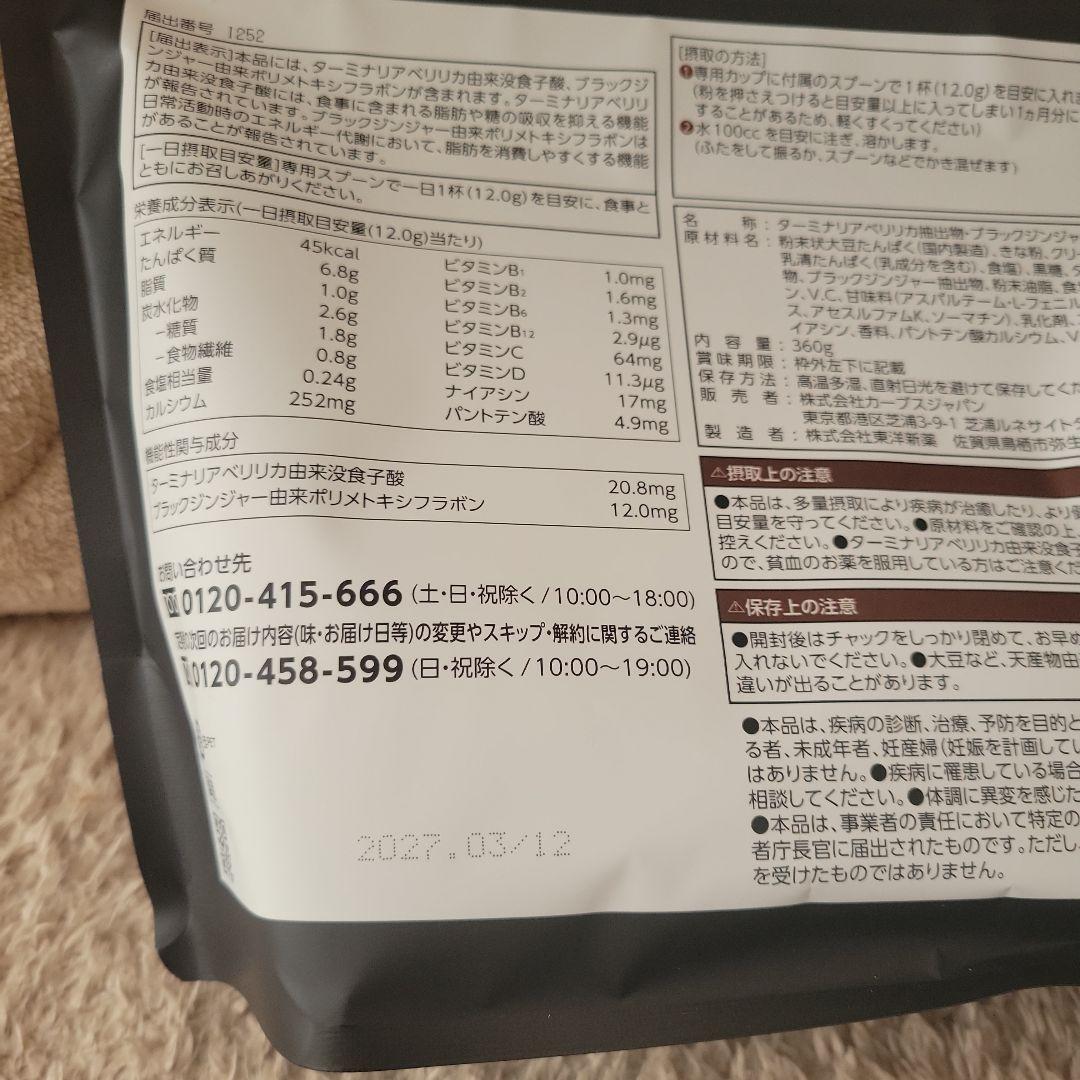 届出番号 1252
[届出表示]本品には、ターミナリアベリリカ由来没食子酸、ブラックジ
ンジャー由来ポリメトキシフラボンが含まれます。ターミナリアベリリ
カ由来没食子酸には、食事に含まれる脂肪や糖の吸収を抑える機能
が報告されています。ブラックジンジャー由来ポリメトキシフラボンは
日常活動時のエネルギー代謝において、脂肪を消費しやすくする機能
があることが報告されています。
[一日摂取目安量]専用スプーンで一日1杯(12.0g)を目安に、食事と
ともにお召しあがりください。
栄養成分表示(一日摂取目安量(12.0g)当たり)
エネルギー 45kcal
たんぱく質 6.8g
脂質 1.0g
炭水化物 2.6g
−糖質 1.8g
−食物繊維 0.8g
食塩相当量 0.24g
カルシウム 252mg
ビタミンB₁ 1.0mg
ビタミンB₂ 1.6mg
ビタミンB₆ 1.3mg
ビタミンB₁₂ 2.9μg
ビタミンC 64mg
ビタミンD 11.3μg
ナイアシン 17mg
パントテン酸 4.9mg
機能性関与成分
ターミナリアベリリカ由来没食子酸 20.8mg
ブラックジンジャー由来ポリメトキシフラボン 12.0mg
お問い合わせ先
0120-415-666 (土・日・祝除く/10:00〜18:00)
次回のお届け内容(味・お届け日等)の変更やスキップ・解約に関するご連絡
0120-458-599 (日・祝除く/10:00〜19:00)
2027.03/12
[摂取の方法]
❶専用カップに付属のスプーンで1杯(12.0g)を目安に入れま
(粉を押さえつけると目安量以上に入ってしまい1ヵ月分に
することがあるため、軽くすくってください)
❷水100ccを目安に注ぎ、溶かします。
(ふたをして振るか、スプーンなどでかき混ぜます)
名称:ターミナリアベリリカ抽出物・ブラックジンジャ
原材料名:粉末状大豆たんぱく(国内製造)、きな粉、クリー
乳清たんぱく(乳成分を含む)、食塩)、黒糖、タ
物、ブラックジンジャー抽出物、粉末油脂、食
ン、V.C、甘味料(アスパルテーム・L-フェニル
ス、アセスルファムK、ソーマチン)、乳化剤、
イアシン、香料、パントテン酸カルシウム、V.
内容量:360g
賞味期限:枠外左下に記載
保存方法:高温多湿、直射日光を避けて保存してくだ
販売者:株式会社カーブスジャパン
東京都港区芝浦3-9-1 芝浦ルネサイトタ
製造者:株式会社東洋新薬 佐賀県鳥栖市弥生
⚠摂取上の注意
●本品は、多量摂取により疾病が治癒したり、より健
目安量を守ってください。●原材料をご確認の上、
控えください。●ターミナリアベリリカ由来没食子
ので、貧血のお薬を服用している方はご注意くだ
⚠保存上の注意
●開封後はチャックをしっかり閉めて、お早め
入れないでください。●大豆など、天産物由
違いが出ることがあります。
●本品は、疾病の診断、治療、予防を目的と
る者、未成年者、妊産婦(妊娠を計画してい
はありません。●疾病に罹患している場合
相談してください。●体調に異変を感じた
●本品は、事業者の責任において特定の
者庁長官に届出されたものです。ただし、
を受けたものではありません。